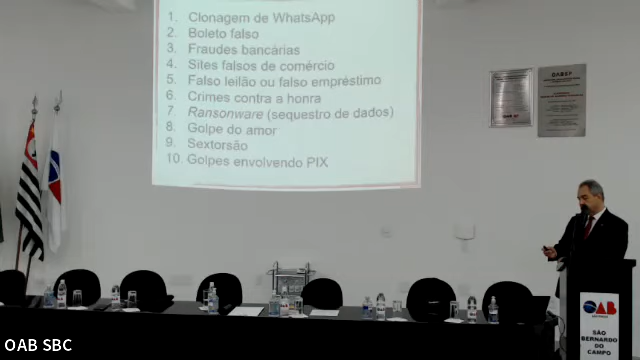 1. Clonagem de WhatsApp
2. Boleto falso
3. Fraudes bancárias
4. Sites falsos de comércio
5. Falso leilão ou falso empréstimo
6. Crimes contra a honra
7. Ransonware (sequestro de dados)
8. Golpe do amor
9. Sextorsão
10. Golpes envolvendo PIX
OAB
SÃO
BERNARDO
DO
CAMPO
OAB SBC